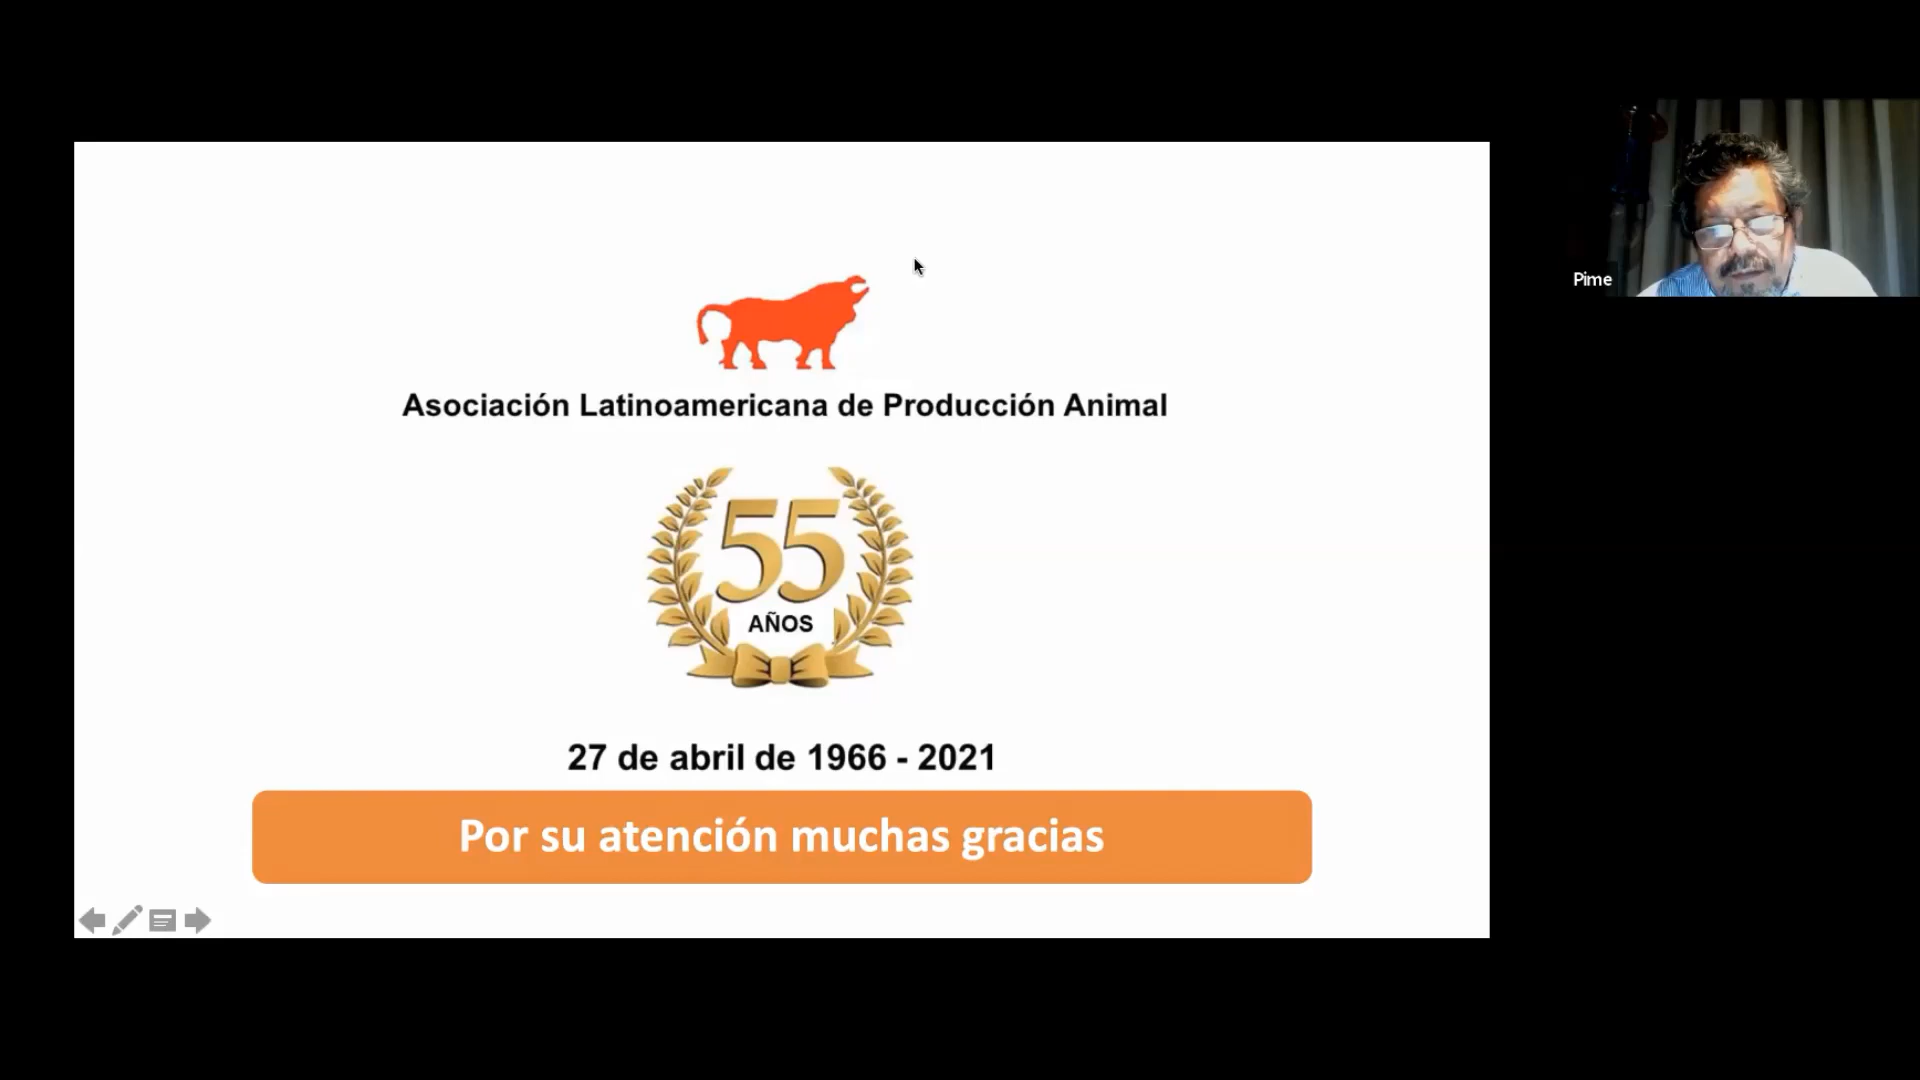 Asociación Latinoamericana de Producción Animal
55
AÑOS
27 de abril de 1966 - 2021
Por su atención muchas gracias
Pime